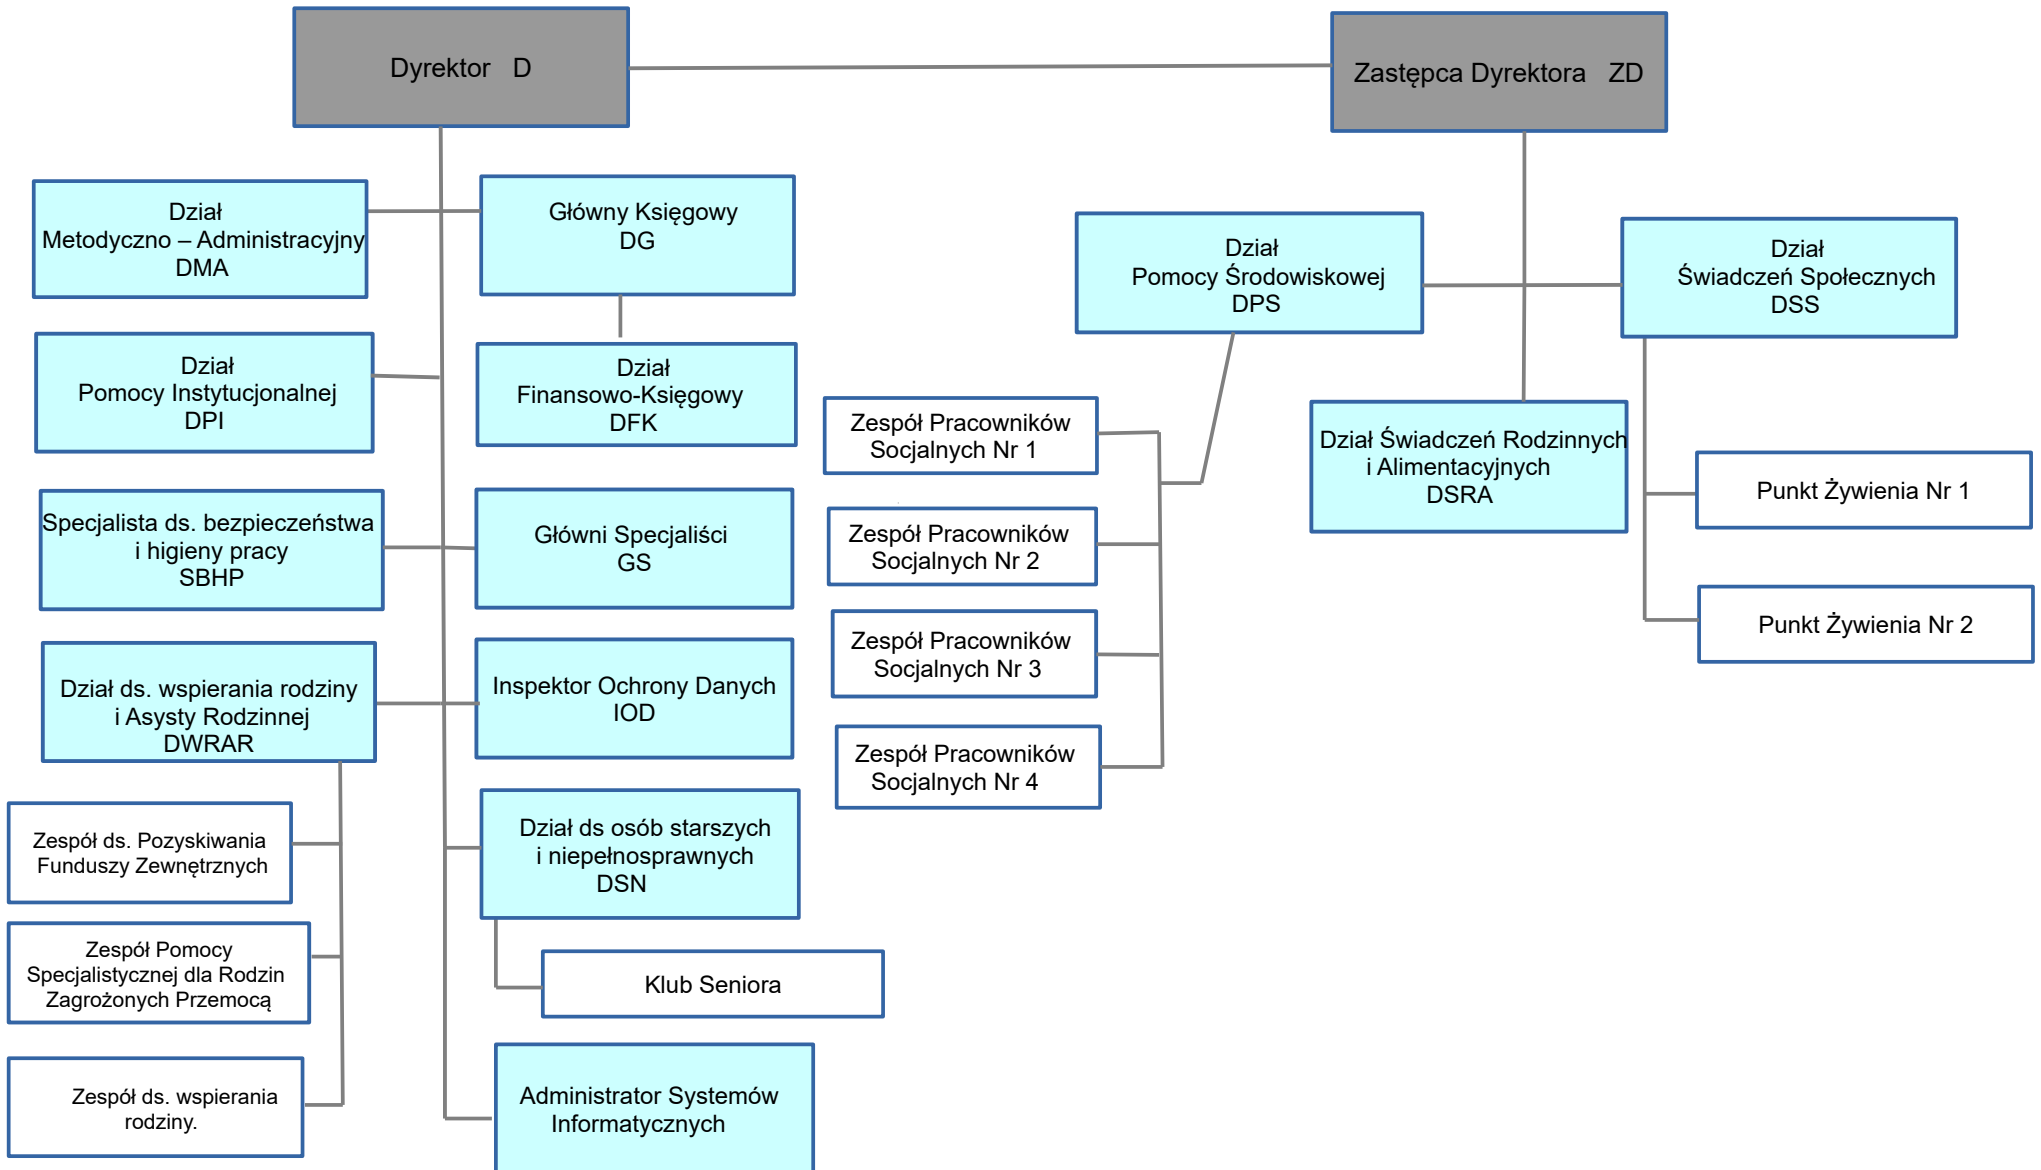 Dyrektor   D
Zastępca Dyrektora   ZD
Dział
Metodyczno – Administracyjny
DMA
Główny Księgowy
DG
Dział
Pomocy Instytucjonalnej
DPI
Dział
Finansowo-Księgowy
DFK
Specjalista ds. bezpieczeństwa
i higieny pracy
SBHP
Główni Specjaliści
GS
Dział ds. wspierania rodziny
i Asysty Rodzinnej
DWRAR
Inspektor Ochrony Danych
IOD
Zespół ds. Pozyskiwania
Funduszy Zewnętrznych
Zespół Pomocy
Specjalistycznej dla Rodzin
Zagrożonych Przemocą
Zespół ds. wspierania
rodziny.
Dział ds osób starszych
i niepełnosprawnych
DSN
Klub Seniora
Administrator Systemów
Informatycznych
Dział
Pomocy Środowiskowej
DPS
Zespół Pracowników
Socjalnych Nr 1
Zespół Pracowników
Socjalnych Nr 2
Zespół Pracowników
Socjalnych Nr 3
Zespół Pracowników
Socjalnych Nr 4
Dział
Świadczeń Społecznych
DSS
Dział Świadczeń Rodzinnych
i Alimentacyjnych
DSRA
Punkt Żywienia Nr 1
Punkt Żywienia Nr 2